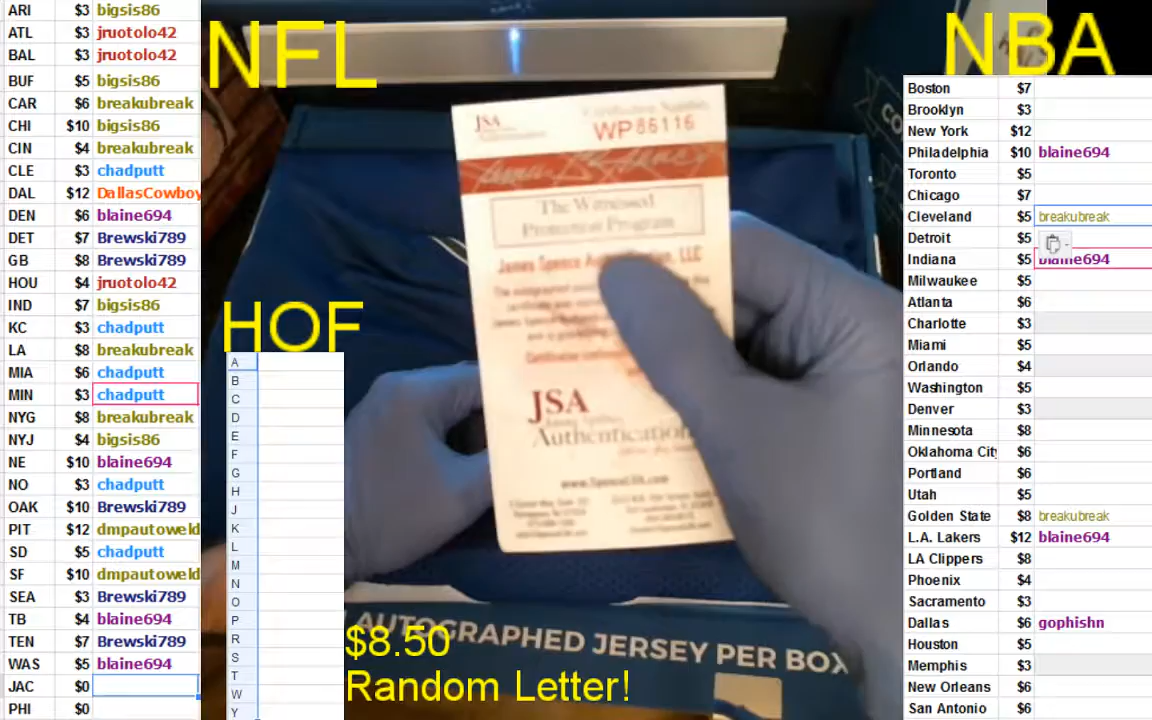 NFL
NBA
HOF
ARI $3 bigsis86
ATL $3 jruotolo42
BAL $3 jruotolo42
BUF $5 bigsis86
CAR $6 breakubreak
CHI $10 bigsis86
CIN $4 breakubreak
CLE $3 chadputt
DAL $12 DallasCowboy
DEN $6 blaine694
DET $7 Brewski789
GB $8 Brewski789
HOU $4 jruotolo42
IND $7 bigsis86
KC $3 chadputt
LA $8 breakubreak
MIA $6 chadputt
MIN $3 chadputt
NYG $8 breakubreak
NYJ $4 bigsis86
NE $10 blaine694
NO $3 chadputt
OAK $10 Brewski789
PIT $12 dmpautoweld
SD $5 chadputt
SF $10 dmpautoweld
SEA $3 Brewski789
TB $4 blaine694
TEN $7 Brewski789
WAS $5 blaine694
JAC $0
PHI $0
A
B
C
D
E
F
G
H
J
K
L
M
N
O
P
R
S
T
W
Y
JSA
Certification Number
WP86116
The Witnessed
Protection Program
James Spence Authentication, LLC
JSA
Authentication
AUTOGRAPHED JERSEY PER BOX
$8.50
Random Letter!
Boston $7
Brooklyn $3
New York $12
Philadelphia $10 blaine694
Toronto $5
Chicago $7
Cleveland $5 breakubreak
Detroit $5
Indiana $5 blaine694
Milwaukee $5
Atlanta $6
Charlotte $3
Miami $5
Orlando $4
Washington $5
Denver $3
Minnesota $8
Oklahoma City $6
Portland $6
Utah $5
Golden State $8 breakubreak
L.A. Lakers $12 blaine694
LA Clippers $8
Phoenix $4
Sacramento $3
Dallas $6 gophishn
Houston $5
Memphis $3
New Orleans $6
San Antonio $6